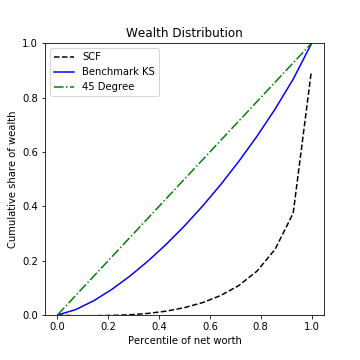 Wealth Distribution
SCF
Benchmark KS
45 Degree
Cumulative share of wealth
1.0
0.8
0.6
0.4
0.2
0.0
0.0 0.2 0.4 0.6 0.8 1.0
Percentile of net worth